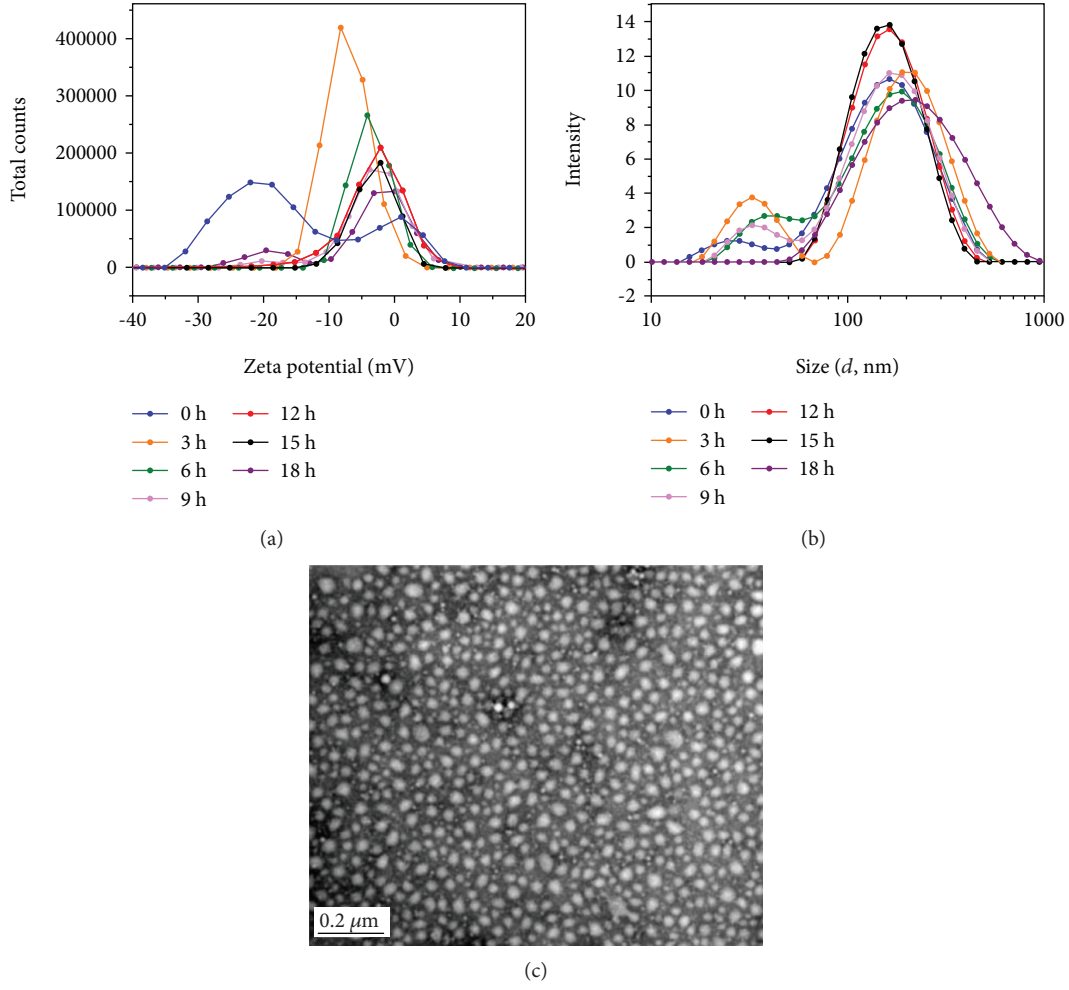 400000
300000
200000
100000
0
Total counts
-40
-30
-20
-10
0
10
20
Zeta potential (mV)
0 h
3 h
6 h
9 h
12 h
15 h
18 h
(a)
14
12
10
8
6
4
2
0
-2
Intensity
10
100
1000
Size (d, nm)
0 h
3 h
6 h
9 h
12 h
15 h
18 h
(b)
0.2 μm
(c)